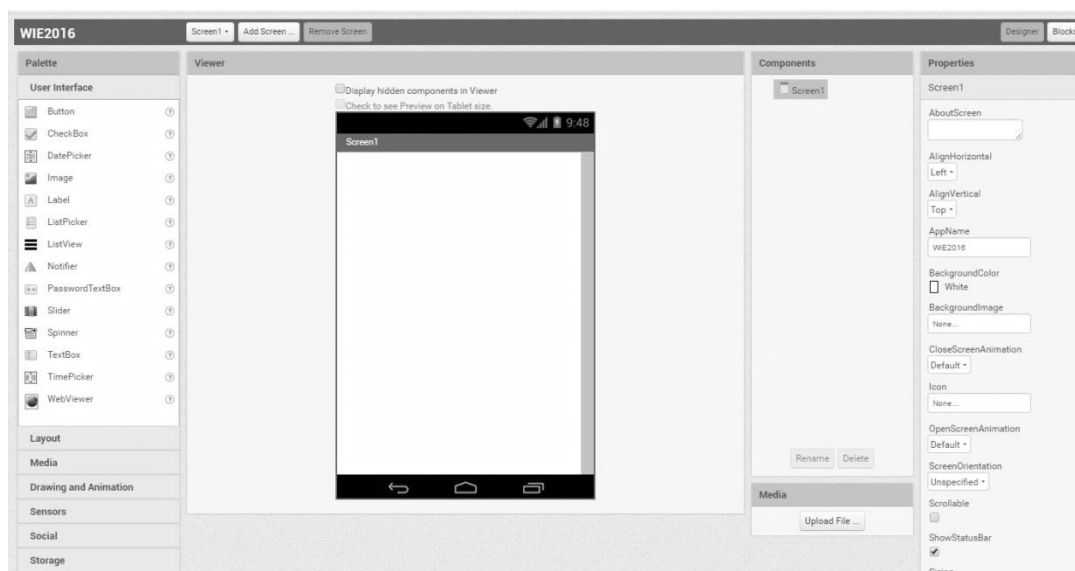 WIE2016
Screen1
Add Screen ...
Remove Screen
Designer
Blocks
Palette
User Interface
Button
CheckBox
DatePicker
Image
Label
ListPicker
ListView
Notifier
PasswordTextBox
Slider
Spinner
TextBox
TimePicker
WebViewer
Layout
Media
Drawing and Animation
Sensors
Social
Storage
Viewer
Display hidden components in Viewer
Check to see Preview on Tablet size.
9:48
Screen1
Components
Screen1
Rename
Delete
Media
Upload File ...
Properties
Screen1
AboutScreen
AlignHorizontal
Left
AlignVertical
Top
AppName
WIE2016
BackgroundColor
White
BackgroundImage
None...
CloseScreenAnimation
Default
Icon
None...
OpenScreenAnimation
Default
ScreenOrientation
Unspecified
Scrollable
ShowStatusBar